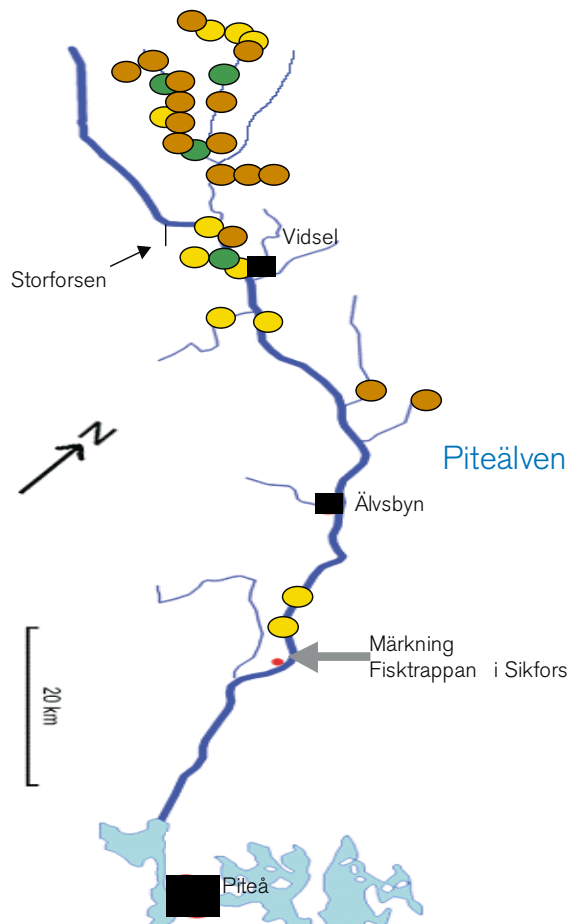 Vidsel
Storforsen
N
Piteälven
Älvsbyn
Märkning
Fisktrappan i Sikfors
20 km
Piteå